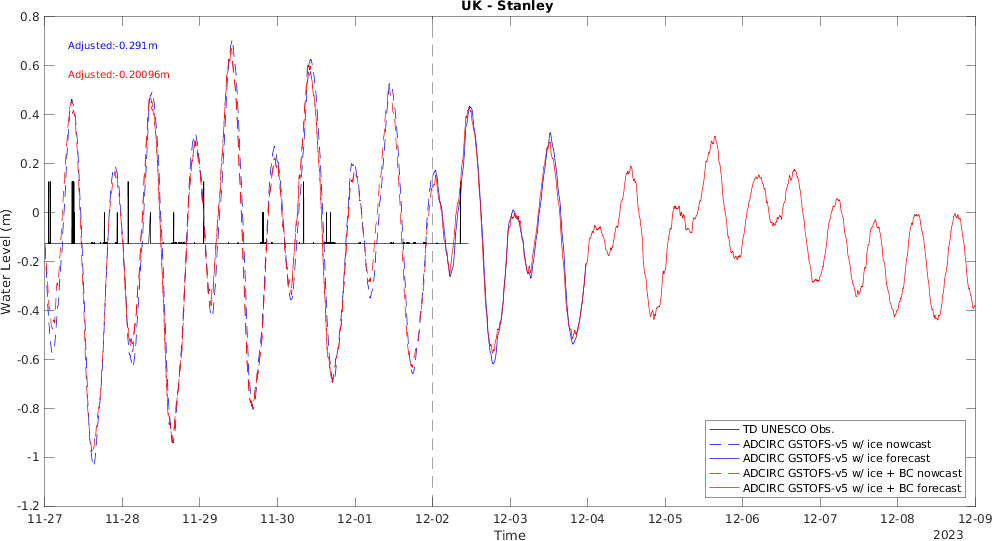 UK - Stanley
Adjusted:-0.291m
Adjusted:-0.20096m
Water Level (m)
0.8
0.6
0.4
0.2
0
-0.2
-0.4
-0.6
-0.8
-1
-1.2
TD UNESCO Obs.
ADCIRC GSTOFS-v5 w/ ice nowcast
ADCIRC GSTOFS-v5 w/ ice forecast
ADCIRC GSTOFS-v5 w/ ice + BC nowcast
ADCIRC GSTOFS-v5 w/ ice + BC forecast
11-27 11-28 11-29 11-30 12-01 12-02 12-03 12-04 12-05 12-06 12-07 12-08 12-09
Time
2023